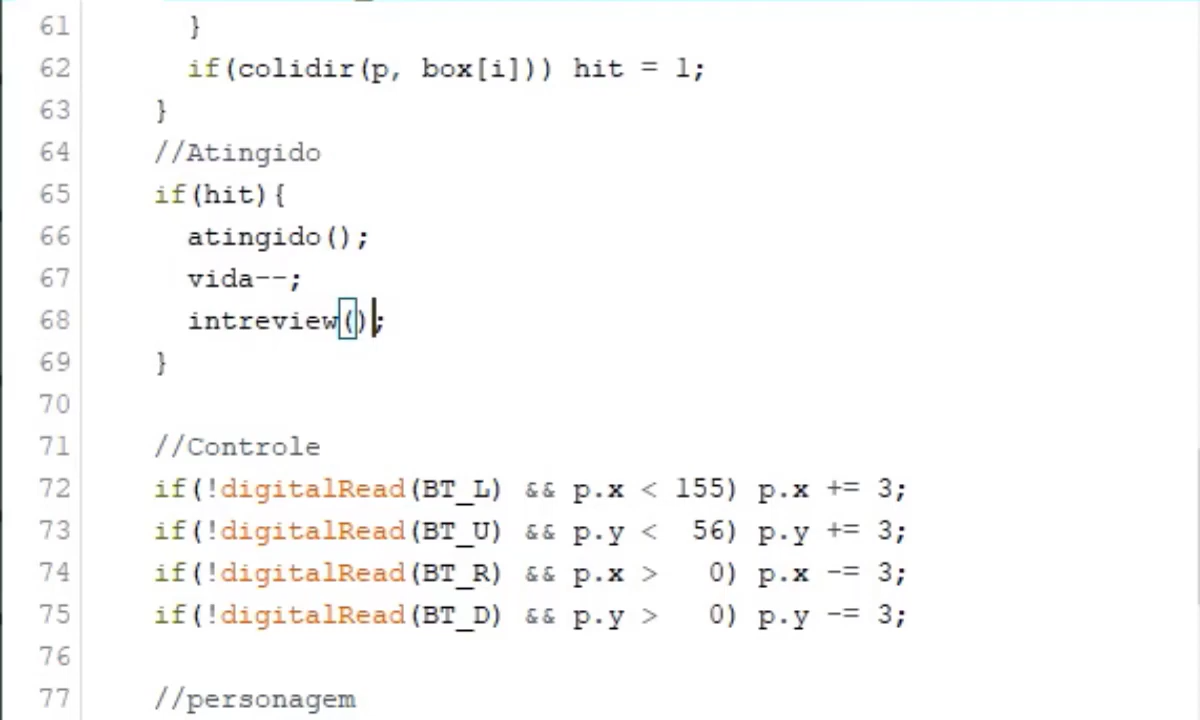 61 }
62 if(colidir(p, box[i])) hit = 1;
63 }
64 //Atingido
65 if(hit){
66 atingido();
67 vida--;
68 intreview();
69 }
70
71 //Controle
72 if(!digitalRead(BT_L) && p.x < 155) p.x += 3;
73 if(!digitalRead(BT_U) && p.y < 56) p.y += 3;
74 if(!digitalRead(BT_R) && p.x > 0) p.x -= 3;
75 if(!digitalRead(BT_D) && p.y > 0) p.y -= 3;
76
77 //personagem